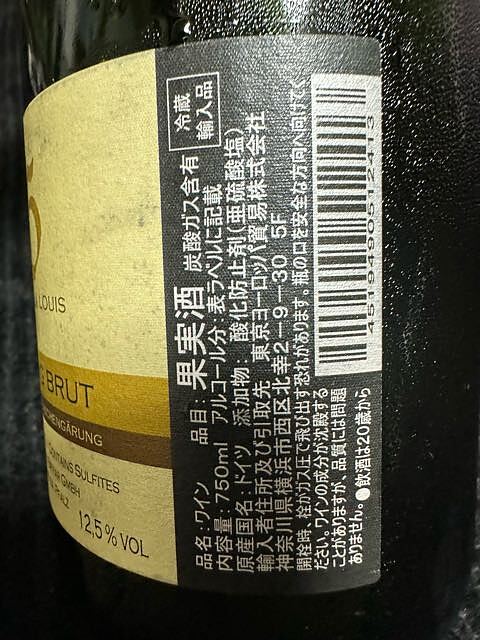 LOUIS
BRUT
CHENGÄRUNG
CONTAINS SULFITES
GMBH
PFALZ
12,5 % VOL
冷蔵
輸入品
品名:ワイン 品目:果実酒 炭酸ガス含有
内容量:750ml アルコール分 表ラベルに記載
原産国名:ドイツ 添加物:酸化防止剤(亜硫酸塩)
輸入者住所及び引取先 東京ヨーロッパ貿易株式会社
神奈川県横浜市西区北幸2-9-30 5F
開栓時、栓がガス圧で飛び出す恐れがあります。瓶の口を安全な方向へ向けてく
ださい。ワインの成分が沈殿する
ことがありますが、品質には問題
ありません。●飲酒は20歳から
4519490912413